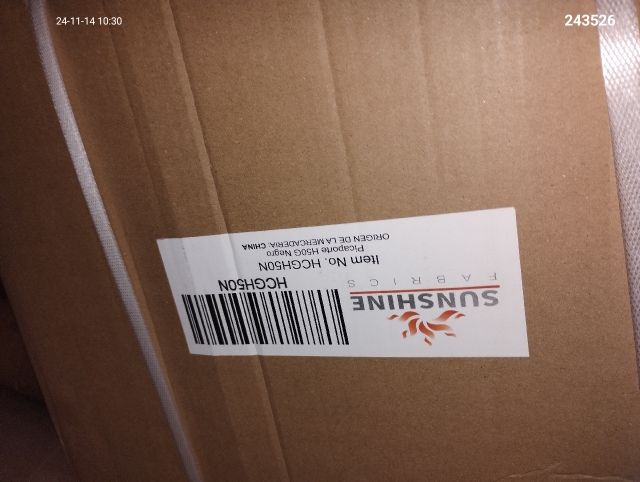 24-11-14 10:30
243526
SUNSHINE
FABRICS
HCGH50N
Item No. HCGH50N
Picaporte H50G Negro
ORIGEN DE LA MERCADERIA: CHINA